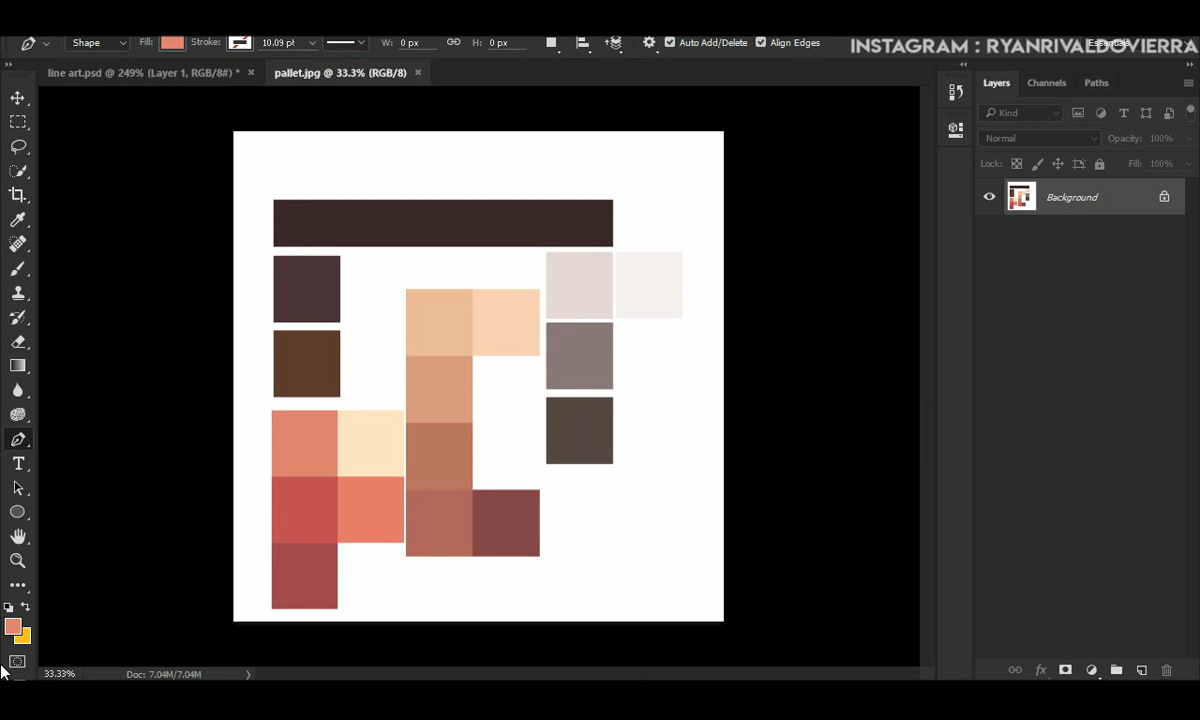 Shape Fill: Stroke: 10.09 pt W: 0 px H: 0 px Auto Add/Delete Align Edges Essentials
INSTAGRAM : RYANRIVALDOVIERRA
line art.psd @ 249% (Layer 1, RGB/8#) * × pallet.jpg @ 33.3% (RGB/8) ×
Layers Channels Paths
Kind
Normal Opacity: 100%
Lock: Fill: 100%
Background
33.33% Doc: 7.04M/7.04M